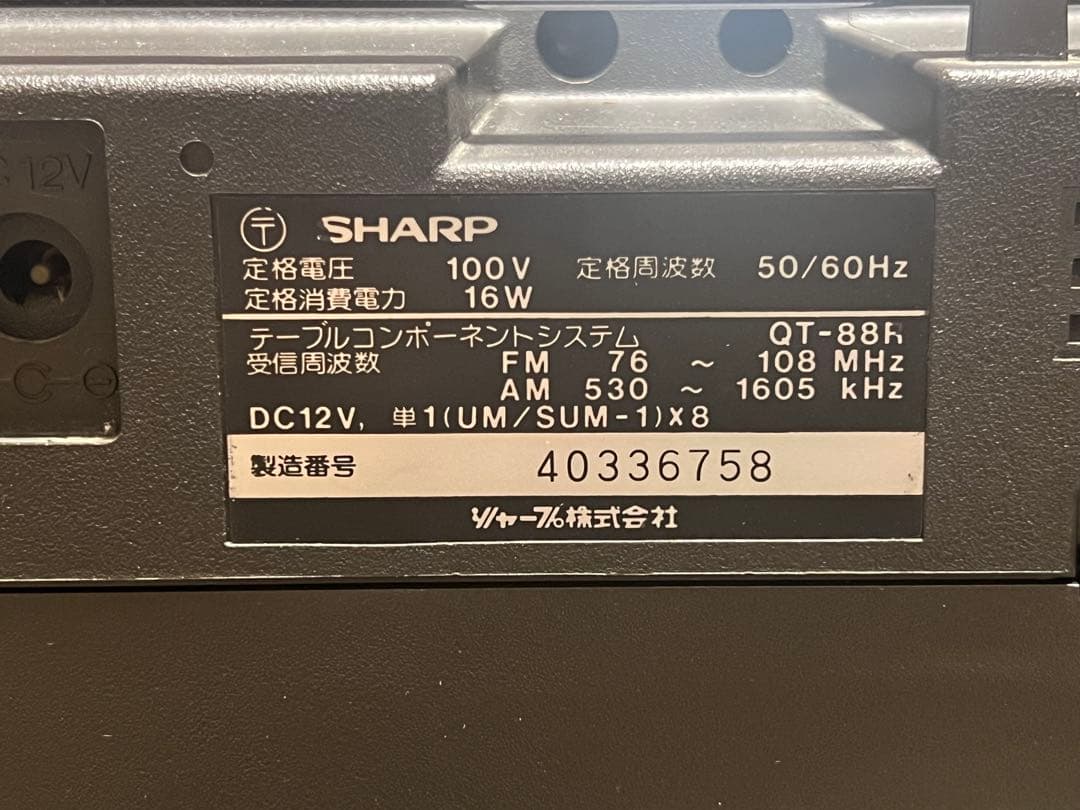 C 12V
〒 SHARP
定格電圧 100V 定格周波数 50/60Hz
定格消費電力 16W
テーブルコンポーネントシステム QT-88R
受信周波数 FM 76 ~ 108 MHz
AM 530 ~ 1605 kHz
DC12V, 単1(UM/SUM-1)X8
製造番号 40336758
シャープ株式会社